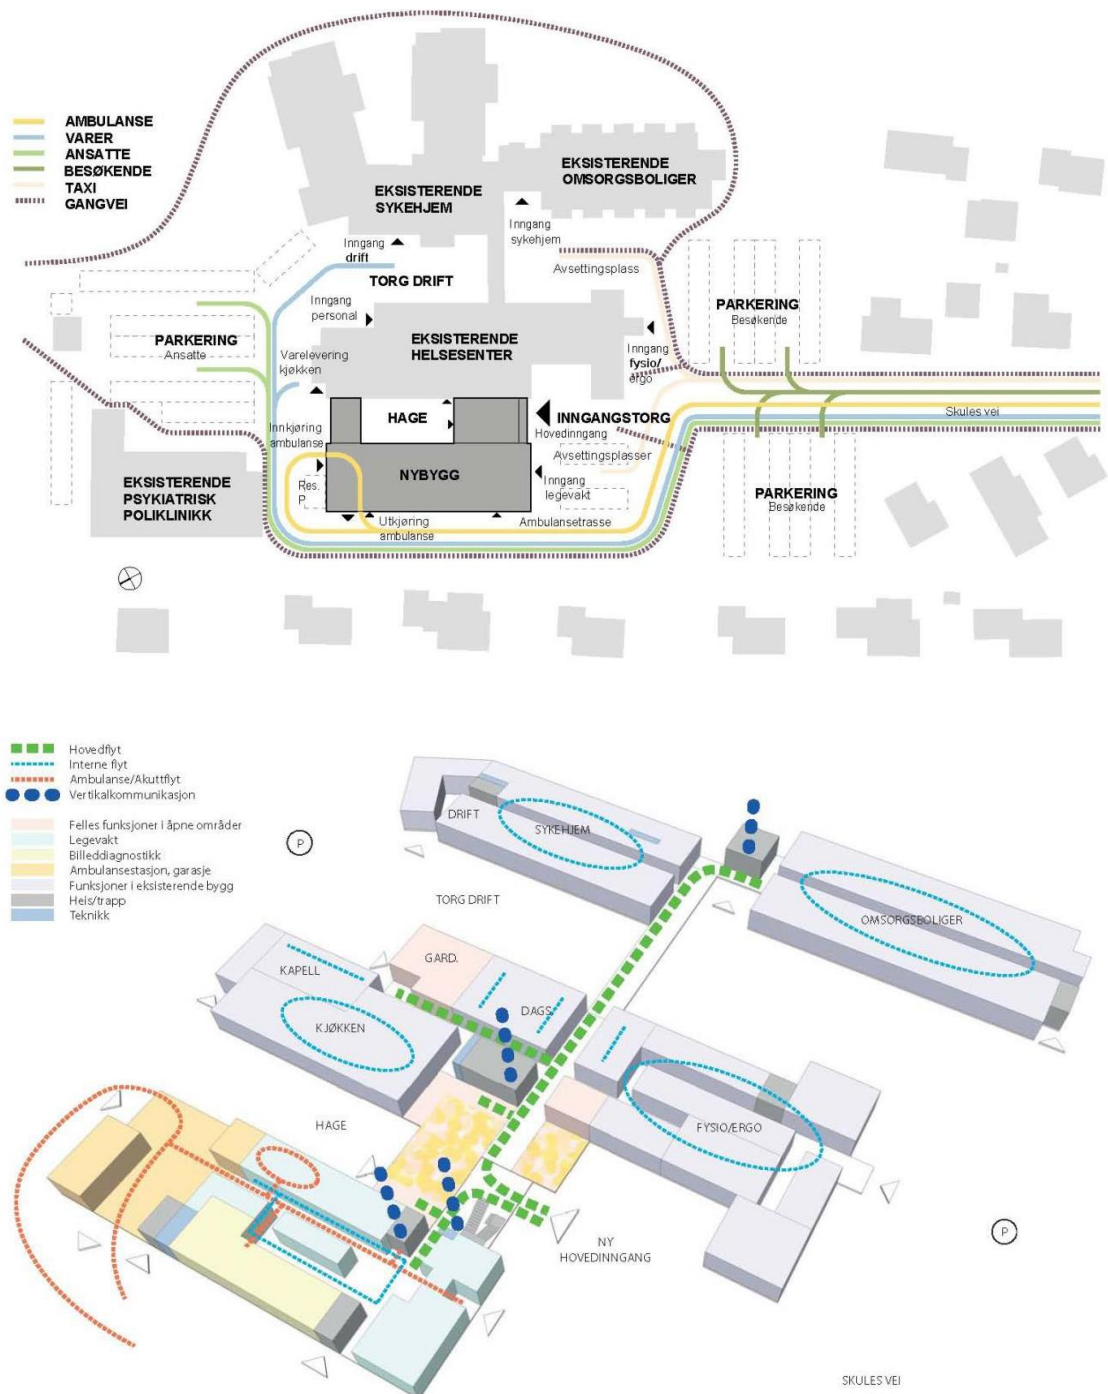 AMBULANSE
VARER
ANSATTE
BESØKENDE
TAXI
GANGVEI
EKSISTERENDE
OMSORGSBOLIGER
EKSISTERENDE
SYKEHJEM
Inngang
sykehjem
Inngang
drift
Avsettingsplass
TORG DRIFT
Inngang
personal
PARKERING
Besøkende
PARKERING
Ansatte
EKSISTERENDE
HELSESENTER
Inngang
fysio/
ergo
Varelevering
kjøkken
HAGE
INNGANGSTORG
Hovedinngang
Skules vei
Innkjøring
ambulanse
Avsettingsplasser
EKSISTERENDE
PSYKIATRISK
POLIKLINIKK
Res.
P
NYBYGG
Inngang
legevakt
PARKERING
Besøkende
Utkjøring
ambulanse
Ambulansetrasse
Hovedflyt
Interne flyt
Ambulanse/Akuttflyt
Vertikalkommunikasjon
Felles funksjoner i åpne områder
Legevakt
Billeddiagnostikk
Ambulansestasjon, garasje
Funksjoner i eksisterende bygg
Heis/trapp
Teknikk
P
DRIFT
SYKEHJEM
TORG DRIFT
OMSORGSBOLIGER
GARD.
KAPELL
DAGS.
KJØKKEN
HAGE
FYSIO/ERGO
NY
HOVEDINNGANG
P
SKULES VEI